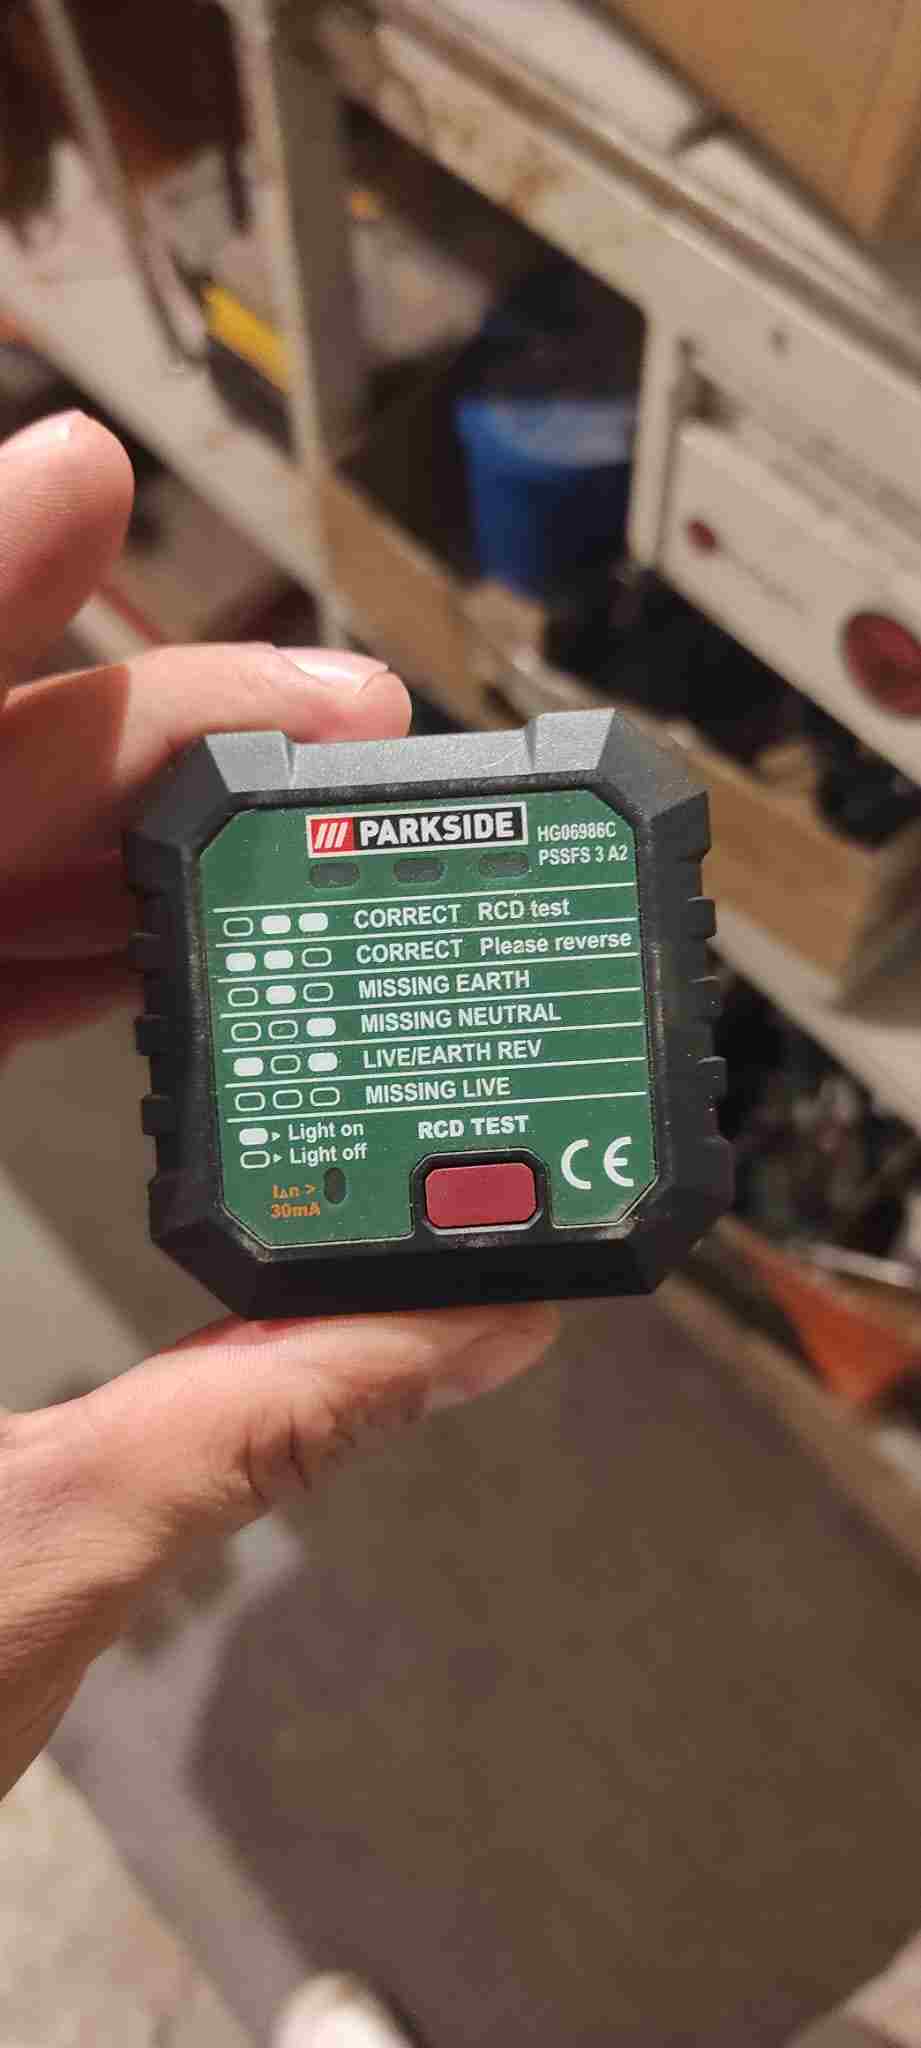 PARKSIDE
HG06986C
PSSFS 3 A2
CORRECT RCD test
CORRECT Please reverse
MISSING EARTH
MISSING NEUTRAL
LIVE/EARTH REV
MISSING LIVE
Light on
Light off
RCD TEST
I∆n >
30mA
CE